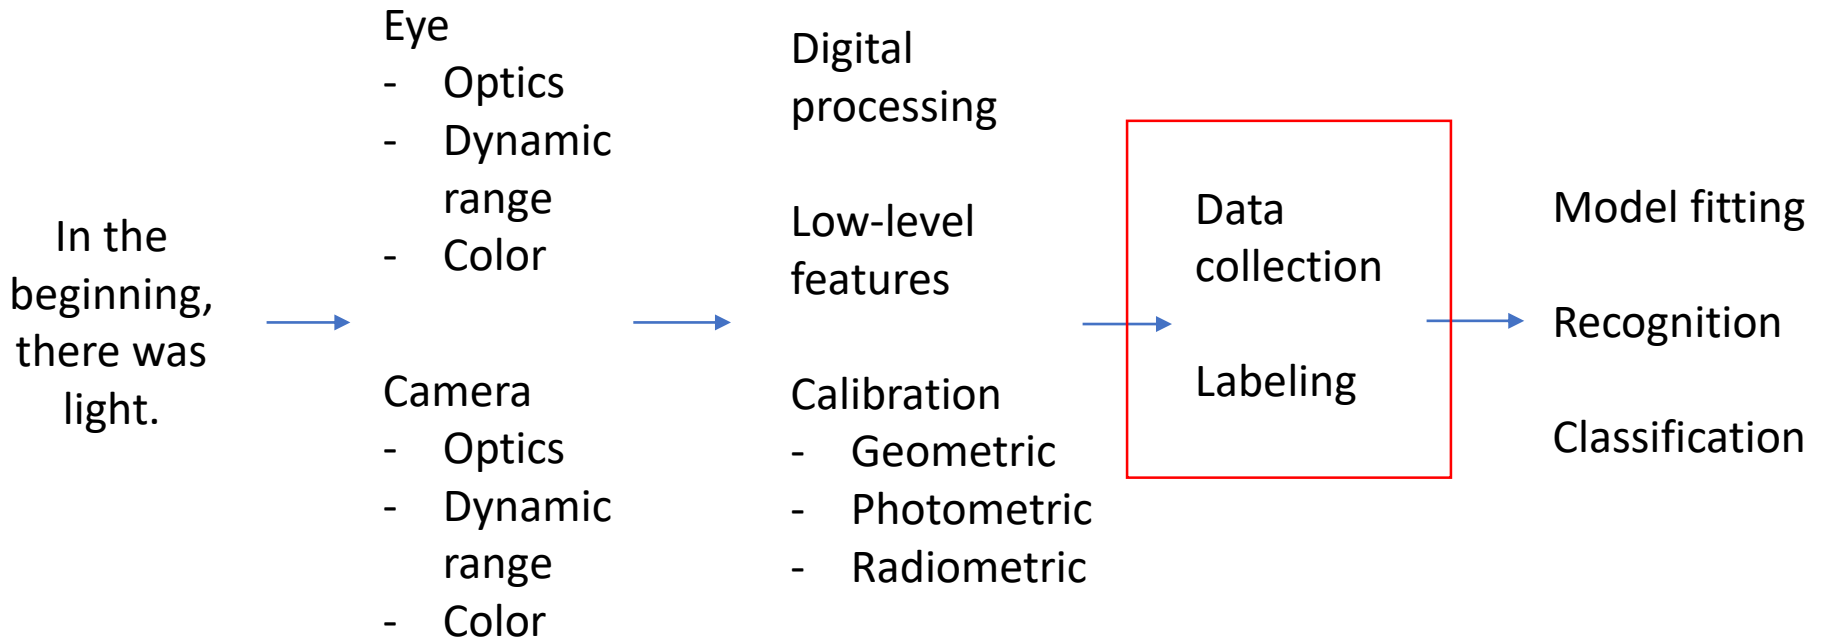 In the
beginning,
there was
light.
Eye
- Optics
- Dynamic
range
- Color
Camera
- Optics
- Dynamic
range
- Color
Digital
processing
Low-level
features
Calibration
- Geometric
- Photometric
- Radiometric
Data
collection
Labeling
Model fitting
Recognition
Classification